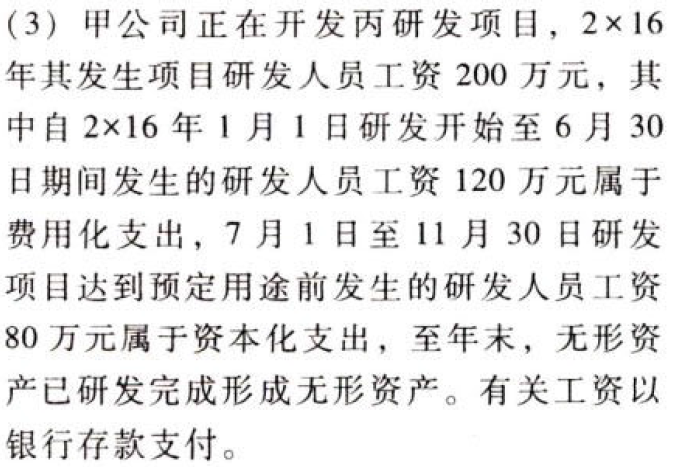 (3) 甲公司正在开发丙研发项目，2×16
年其发生项目研发人员工资 200 万元，其
中自 2×16 年 1 月 1 日研发开始至 6 月 30
日期间发生的研发人员工资 120 万元属于
费用化支出，7 月 1 日至 11 月 30 日研发
项目达到预定用途前发生的研发人员工资
80 万元属于资本化支出，至年末，无形资
产已研发完成形成无形资产。有关工资以
银行存款支付。